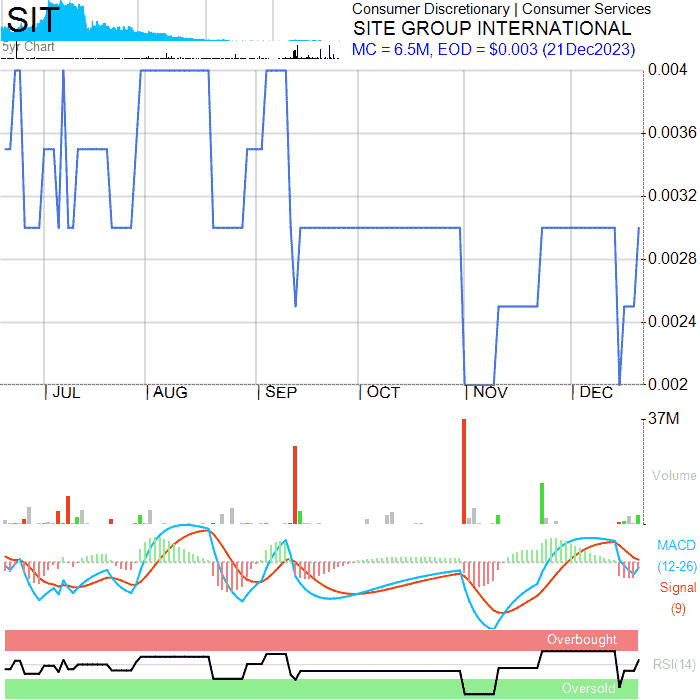 SIT
Consumer Discretionary | Consumer Services
SITE GROUP INTERNATIONAL
5yr Chart
MC = 6.5M, EOD = $0.003 (21Dec2023)
0.004
0.0036
0.0032
0.0028
0.0024
0.002
JUL
AUG
SEP
OCT
NOV
DEC
37M
Volume
MACD
(12-26)
Signal
(9)
Overbought
RSI(14)
Oversold